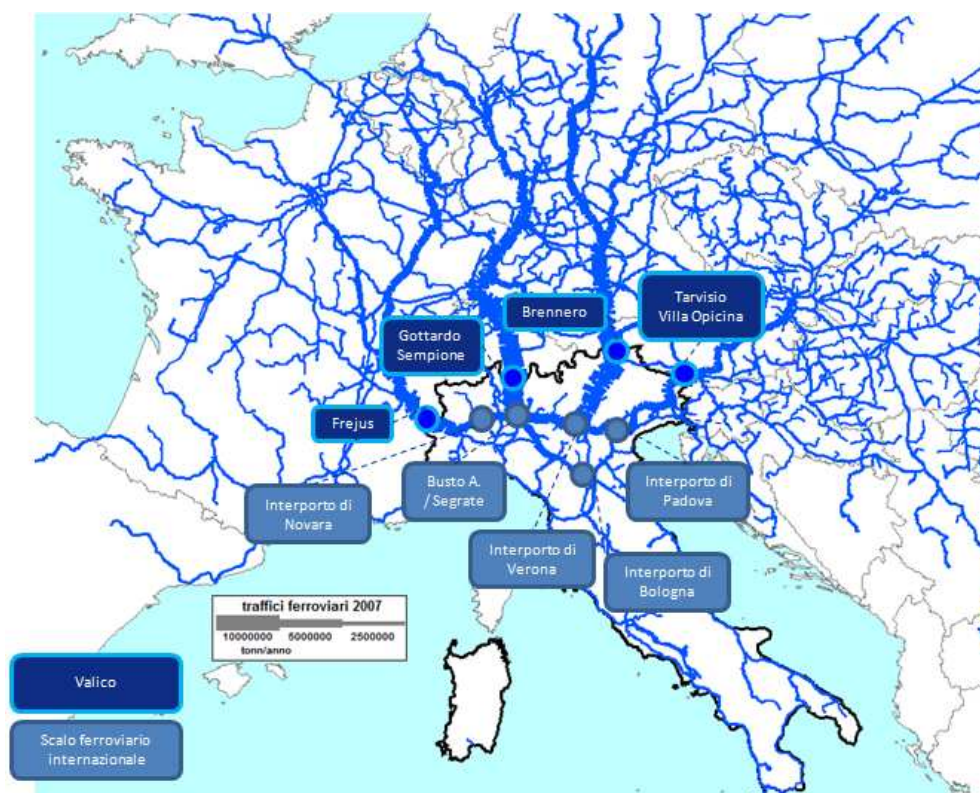 Tarvisio
Villa Opicina
Brennero
Gottardo
Sempione
Frejus
Busto A.
/Segrate
Interporto di
Padova
Interporto di
Novara
Interporto di
Verona
Interporto di
Bologna
traffici ferroviari 2007
10000000 5000000 2500000
tonn/anno
Valico
Scalo ferroviario
internazionale